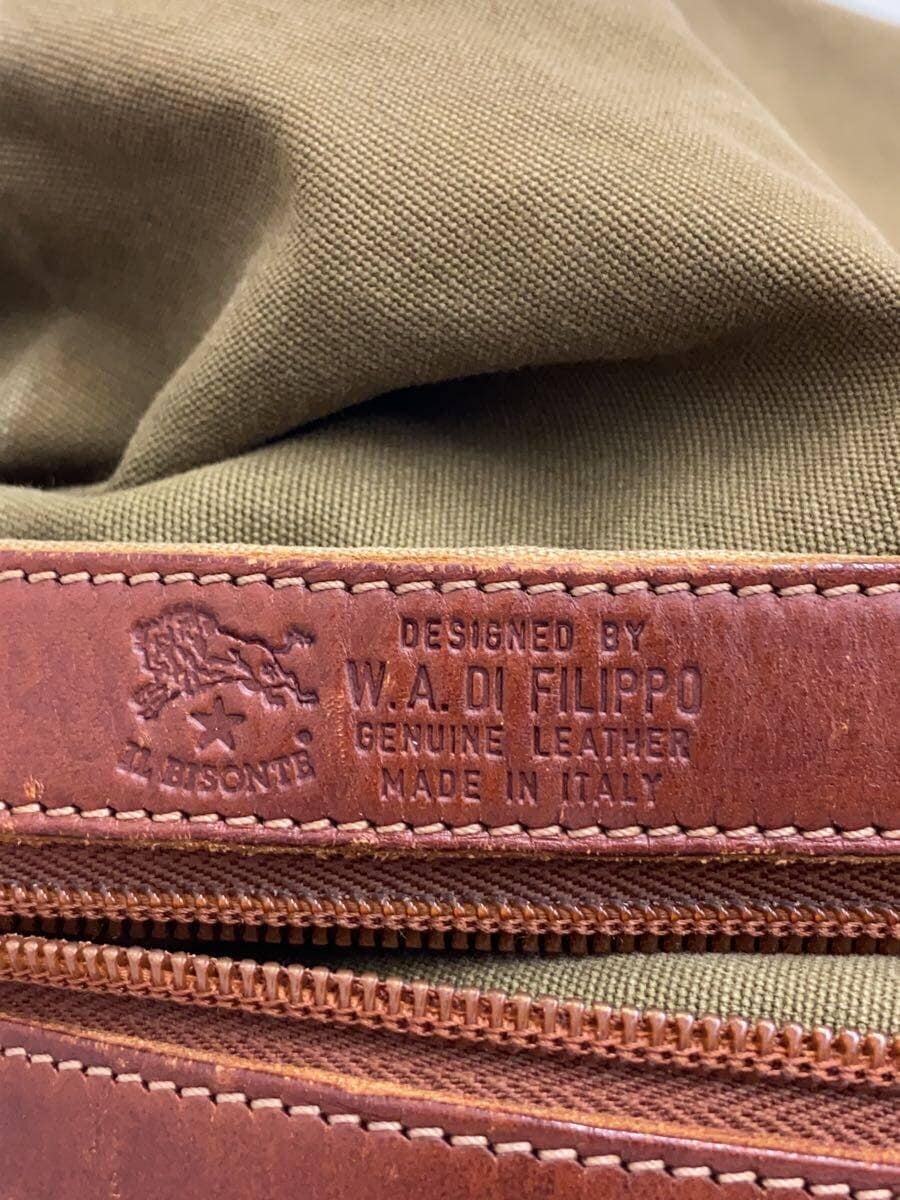 IL BISONTE®
DESIGNED BY
W. A. DI FILIPPO
GENUINE LEATHER
MADE IN ITALY